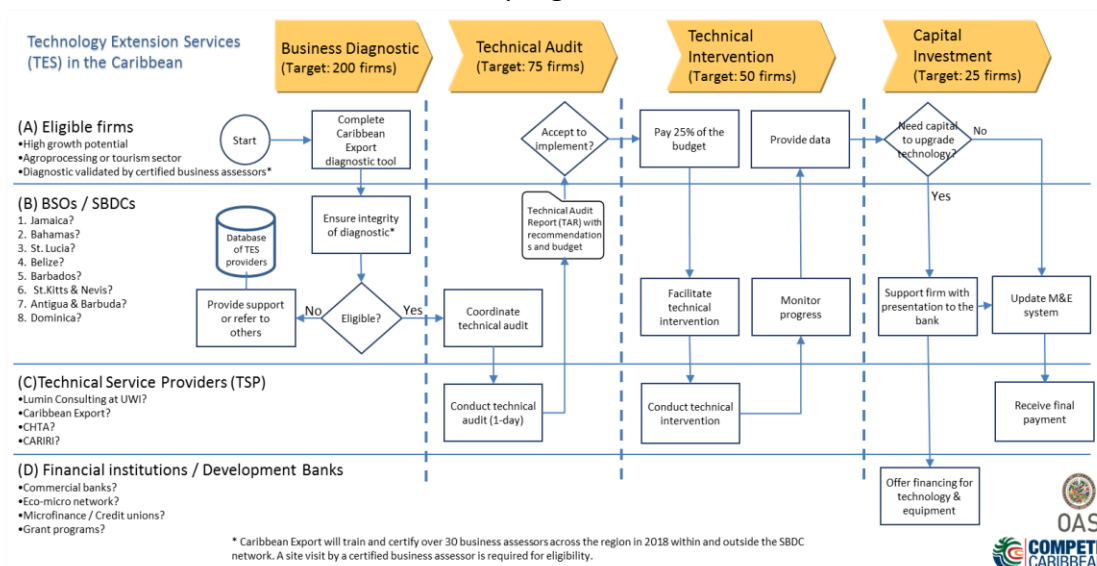 Technology Extension Services
(TES) in the Caribbean
Business Diagnostic
(Target: 200 firms)
Technical Audit
(Target: 75 firms)
Technical
Intervention
(Target: 50 firms)
Capital
Investment
(Target: 25 firms)
(A) Eligible firms
•High growth potential
•Agroprocessing or tourism sector
•Diagnostic validated by certified business assessors*
Start
Complete
Caribbean
Export
diagnostic tool
Accept to
implement?
Pay 25% of the
budget
Provide data
Need capital
to upgrade
technology?
No
Yes
(B) BSOs / SBDCs
1. Jamaica?
2. Bahamas?
3. St. Lucia?
4. Belize?
5. Barbados?
6. St.Kitts & Nevis?
7. Antigua & Barbuda?
8. Dominica?
Database
of TES
providers
Ensure integrity
of diagnostic*
Technical Audit
Report (TAR) with
recommendation
s and budget
Provide support
or refer to
others
No
Eligible?
Yes
Coordinate
technical audit
Facilitate
technical
intervention
Monitor
progress
Support firm with
presentation to the
bank
Update M&E
system
(C)Technical Service Providers (TSP)
•Lumin Consulting at UWI?
•Caribbean Export?
•CHTA?
•CARIRI?
Conduct technical
audit (1-day)
Conduct technical
intervention
Receive final
payment
(D) Financial institutions / Development Banks
•Commercial banks?
•Eco-micro network?
•Microfinance / Credit unions?
•Grant programs?
Offer financing for
technology &
equipment
* Caribbean Export will train and certify over 30 business assessors across the region in 2018 within and outside the SBDC
network. A site visit by a certified business assessor is required for eligibility.
OAS
COMPETE
CARIBBEAN